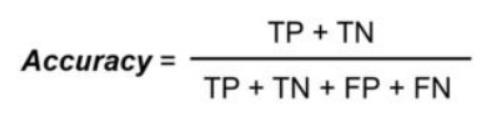 TP + TN
Accuracy =
TP + TN + FP + FN